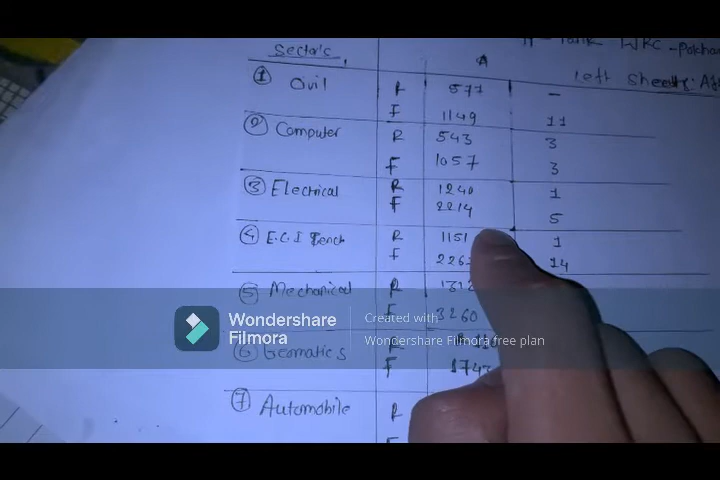 WRC -
Sector's
A
left sheets:
① Civil R 577 —
F 1149 11
② Computer R 543 3
F 1057 3
③ Electrical R 1240 1
F 2214 5
④ R 1151 1
F 14
⑤ Mechanical R
F 3260
Wondershare
Filmora
Created with
Wondershare Filmora free plan
⑥ Geomatics R
F
⑦ Automobile R
F